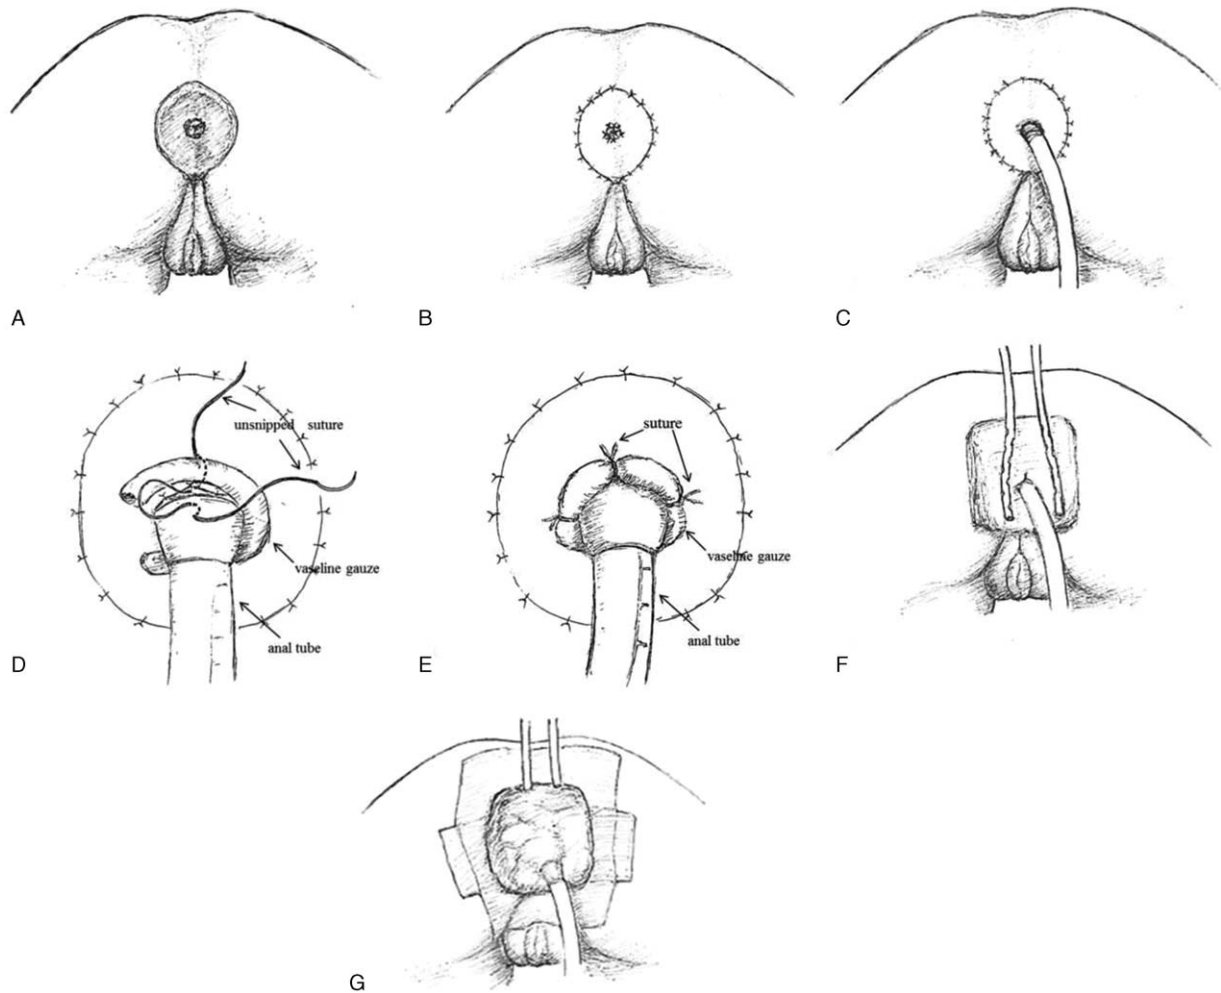 A
B
C
unsnipped suture
vaseline gauze
anal tube
D
suture
vaseline gauze
anal tube
E
F
G